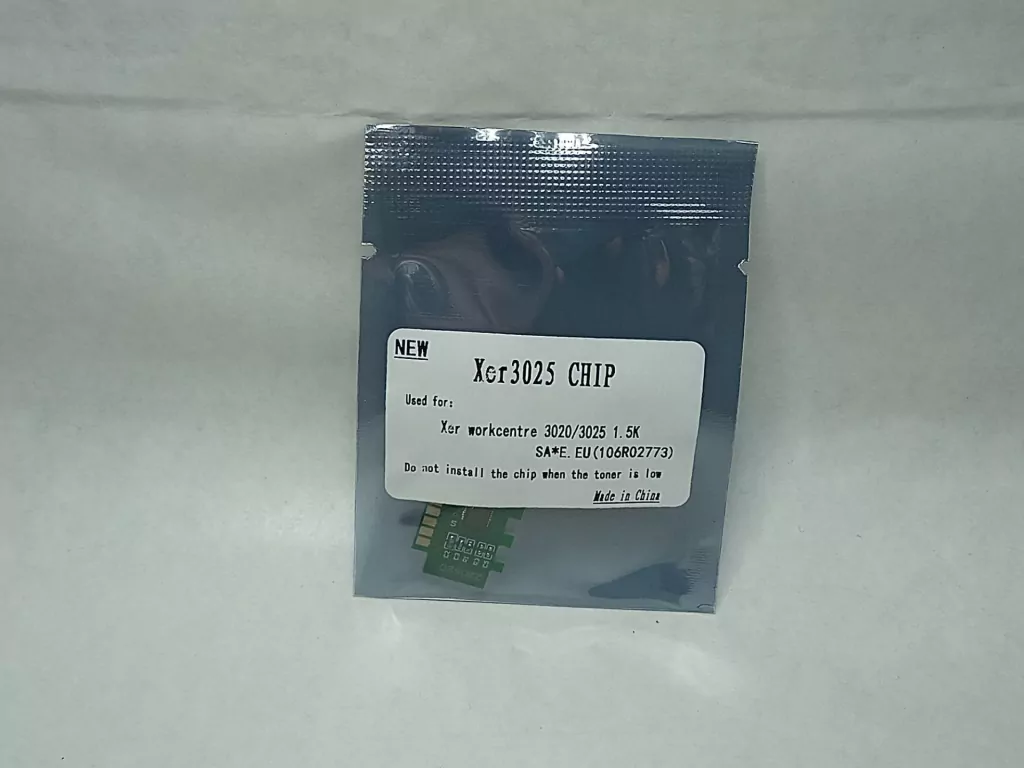 NEW
Xer3025 CHIP
Used for:
Xer workcentre 3020/3025 1.5K
SA*E.EU(106R02773)
Do not install the chip when the toner is low
Made in China